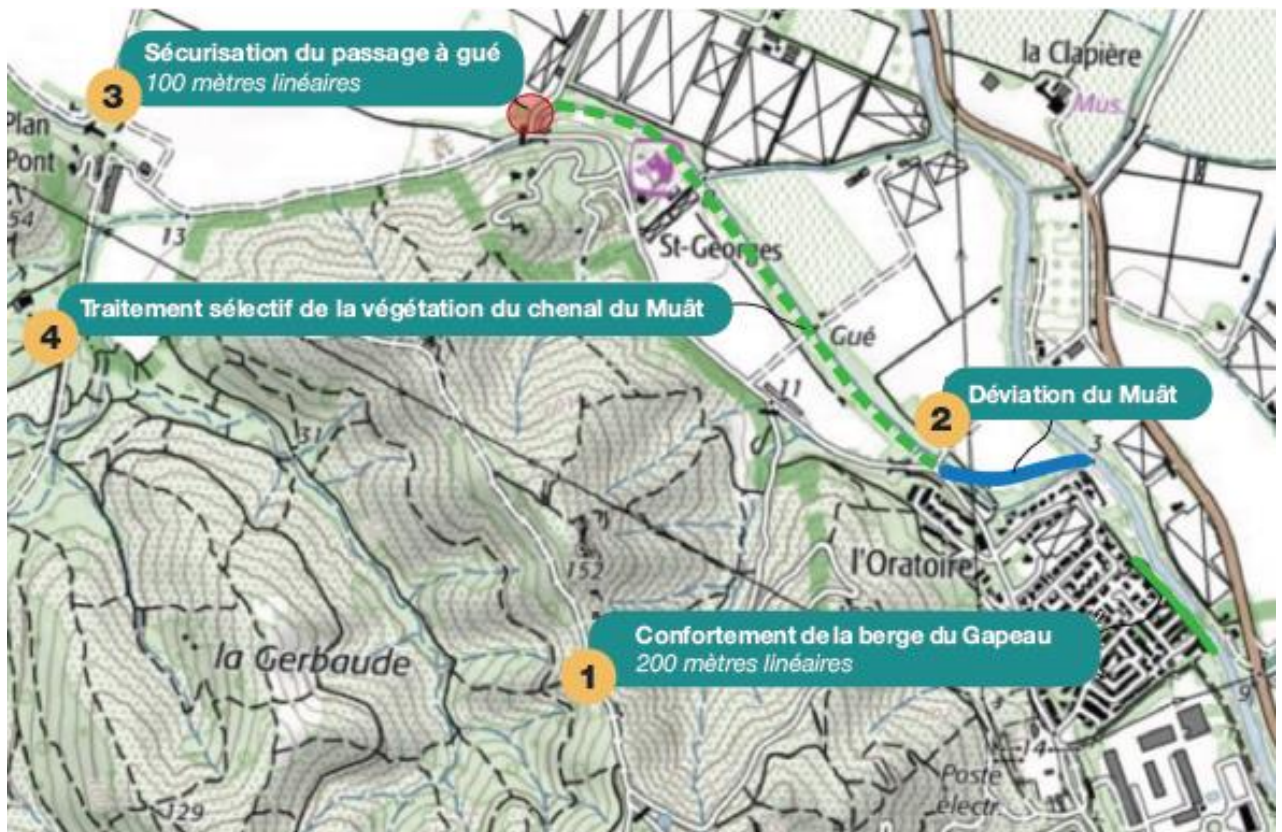 Sécurisation du passage à gué
100 mètres linéaires
3
la Clapière
Mus.
Plan
Pont
54
13
St-Georges
Traitement sélectif de la végétation du chenal du Muât
4
Gué
11
2
Déviation du Muât
3
31
l'Oratoire
152
Confortement de la berge du Gapeau
200 mètres linéaires
1
la Gerbaude
9
14
Poste
électr.
129